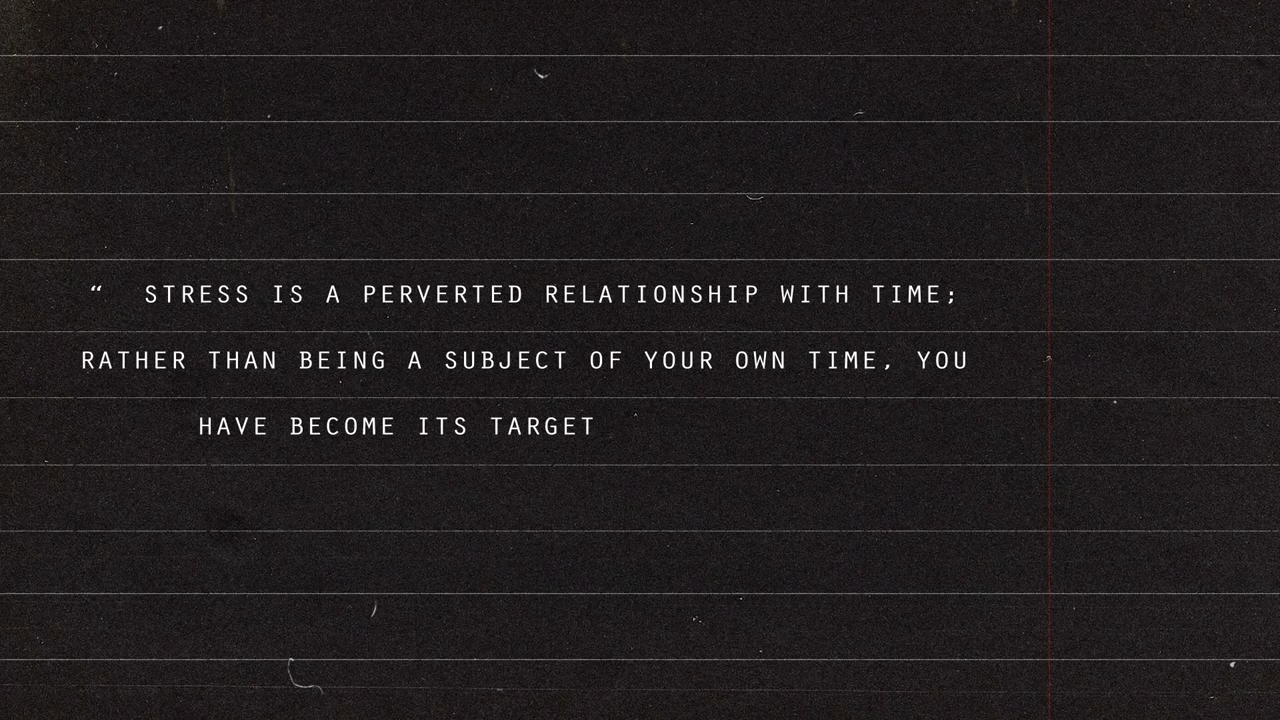 “ STRESS IS A PERVERTED RELATIONSHIP WITH TIME;
RATHER THAN BEING A SUBJECT OF YOUR OWN TIME, YOU
HAVE BECOME ITS TARGET